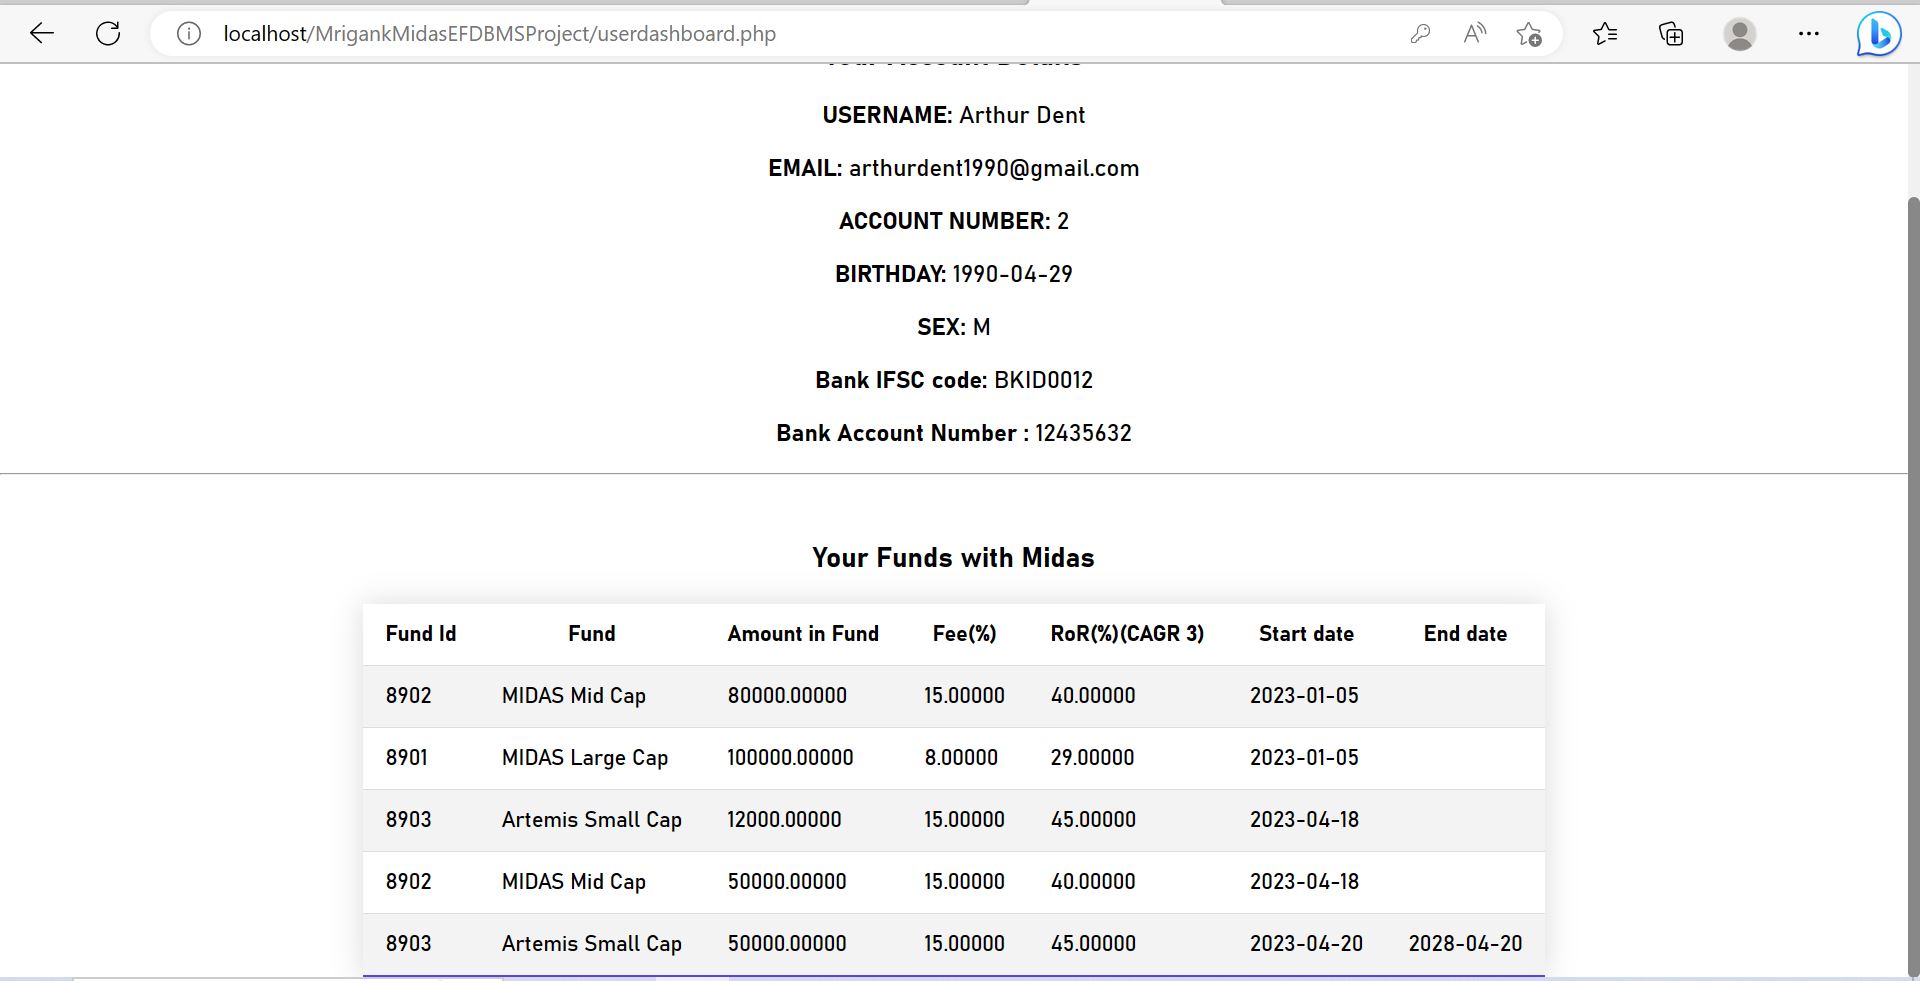 localhost/MrigankMidasEFDBMSProject/userdashboard.php
Your Account Details
USERNAME: Arthur Dent
EMAIL: arthurdent1990@gmail.com
ACCOUNT NUMBER: 2
BIRTHDAY: 1990-04-29
SEX: M
Bank IFSC code: BKID0012
Bank Account Number : 12435632
Your Funds with Midas
Fund Id Fund Amount in Fund Fee(%) RoR(%)(CAGR 3) Start date End date
8902 MIDAS Mid Cap 80000.00000 15.00000 40.00000 2023-01-05
8901 MIDAS Large Cap 100000.00000 8.00000 29.00000 2023-01-05
8903 Artemis Small Cap 12000.00000 15.00000 45.00000 2023-04-18
8902 MIDAS Mid Cap 50000.00000 15.00000 40.00000 2023-04-18
8903 Artemis Small Cap 50000.00000 15.00000 45.00000 2023-04-20 2028-04-20